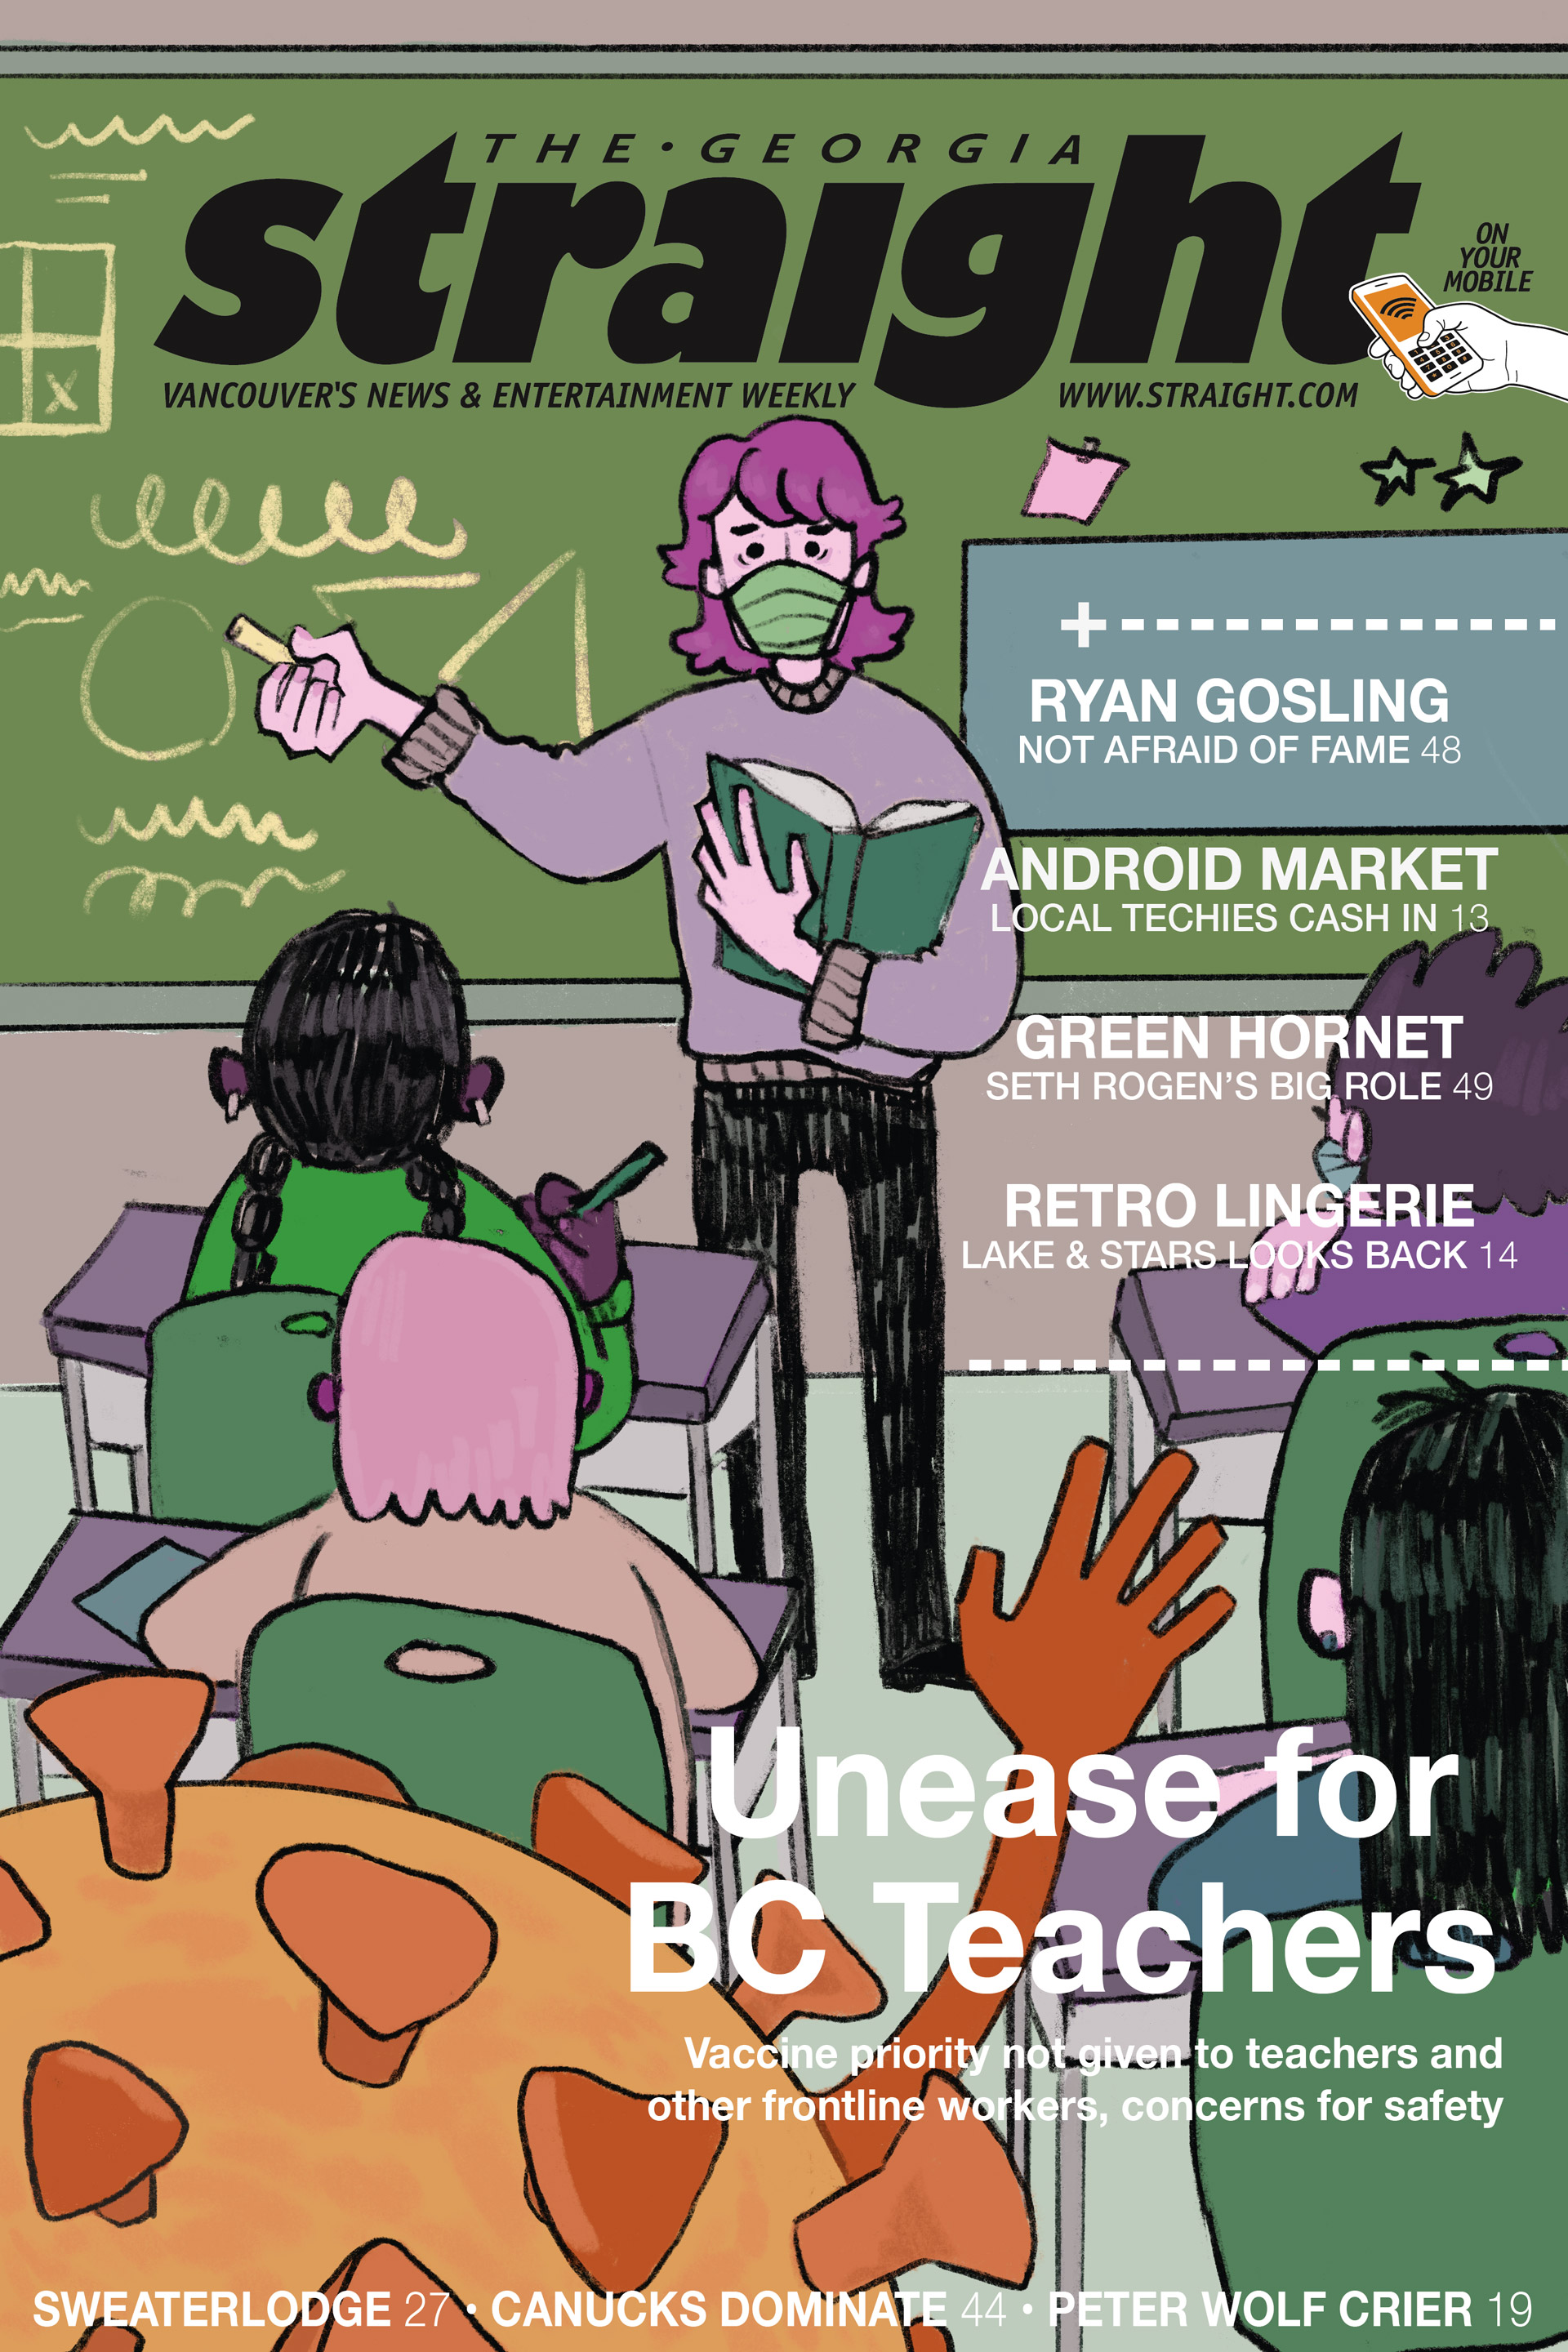 THE·GEORGIA
straight
ON
YOUR
MOBILE
VANCOUVER'S NEWS & ENTERTAINMENT WEEKLY
WWW.STRAIGHT.COM
x
RYAN GOSLING
NOT AFRAID OF FAME 48
ANDROID MARKET
LOCAL TECHIES CASH IN 13
GREEN HORNET
SETH ROGEN’S BIG ROLE 49
RETRO LINGERIE
LAKE & STARS LOOKS BACK 14
Unease for
BC Teachers
Vaccine priority not given to teachers and
other frontline workers, concerns for safety
SWEATERLODGE 27 • CANUCKS DOMINATE 44 • PETER WOLF CRIER 19